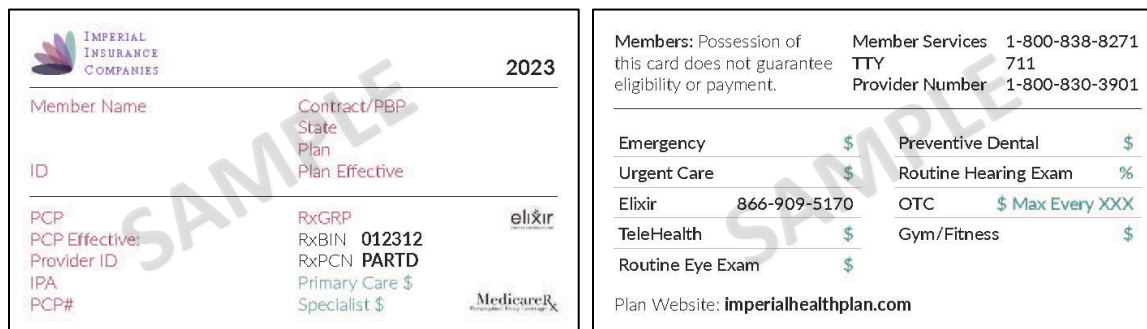 IMPERIAL
INSURANCE
COMPANIES
2023
Member Name
Contract/PBP
State
Plan
ID
Plan Effective
PCP
RxGRP
elixir
PCP Effective:
RxBIN 012312
Provider ID
RxPCN PARTD
IPA
Primary Care $
PCP#
Specialist $
MedicareRx
Prescription Drug Coverage
SAMPLE
Members: Possession of
this card does not guarantee
eligibility or payment.
Member Services 1-800-838-8271
TTY 711
Provider Number 1-800-830-3901
Emergency $
Preventive Dental $
Urgent Care $
Routine Hearing Exam %
Elixir 866-909-5170
OTC $ Max Every XXX
TeleHealth $
Gym/Fitness $
Routine Eye Exam $
Plan Website: imperialhealthplan.com
SAMPLE